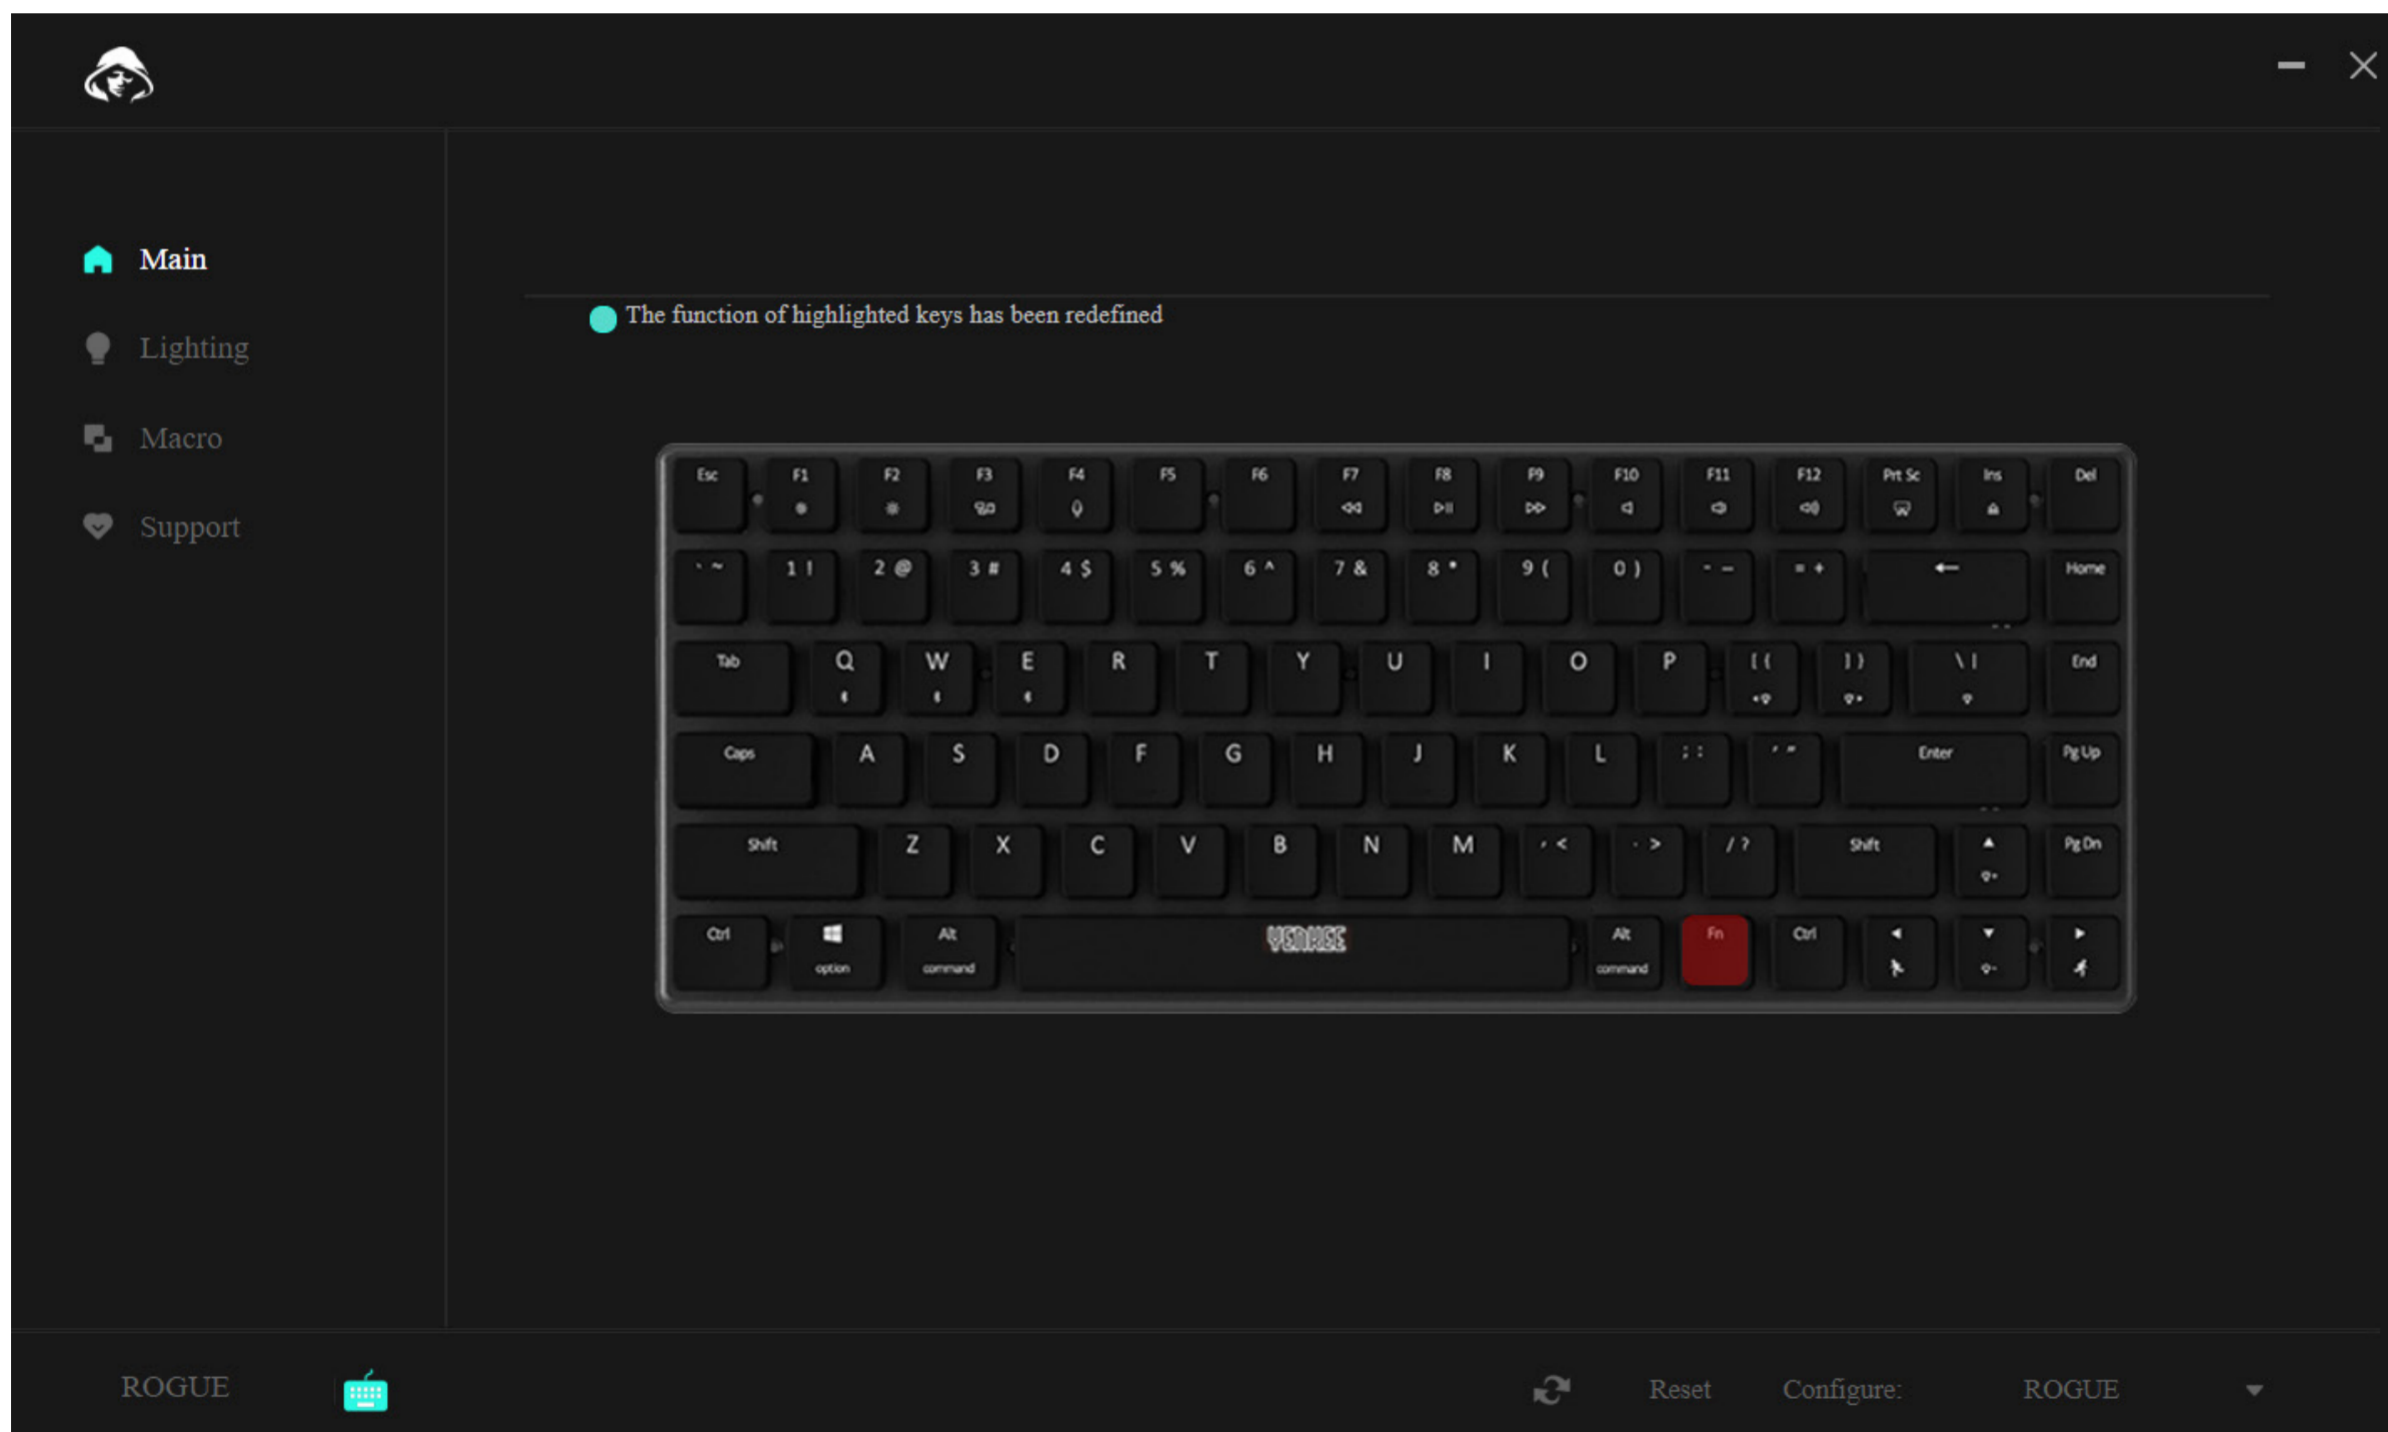 Main
Lighting
Macro
Support
The function of highlighted keys has been redefined
Esc F1 F2 F3 F4 F5 F6 F7 F8 F9 F10 F11 F12 Prt Sc Ins Del
` ~ 1 ! 2 @ 3 # 4 $ 5 % 6 ^ 7 & 8 * 9 ( 0 ) - – = + ← Home
Tab Q W E R T Y U I O P [ { ] } \ | End
Caps A S D F G H J K L ; : ' " Enter Pg Up
Shift Z X C V B N M , < . > / ? Shift Pg Dn
Ctrl Alt YENKEE Alt Fn Ctrl
option command command
ROGUE
Reset Configure: ROGUE